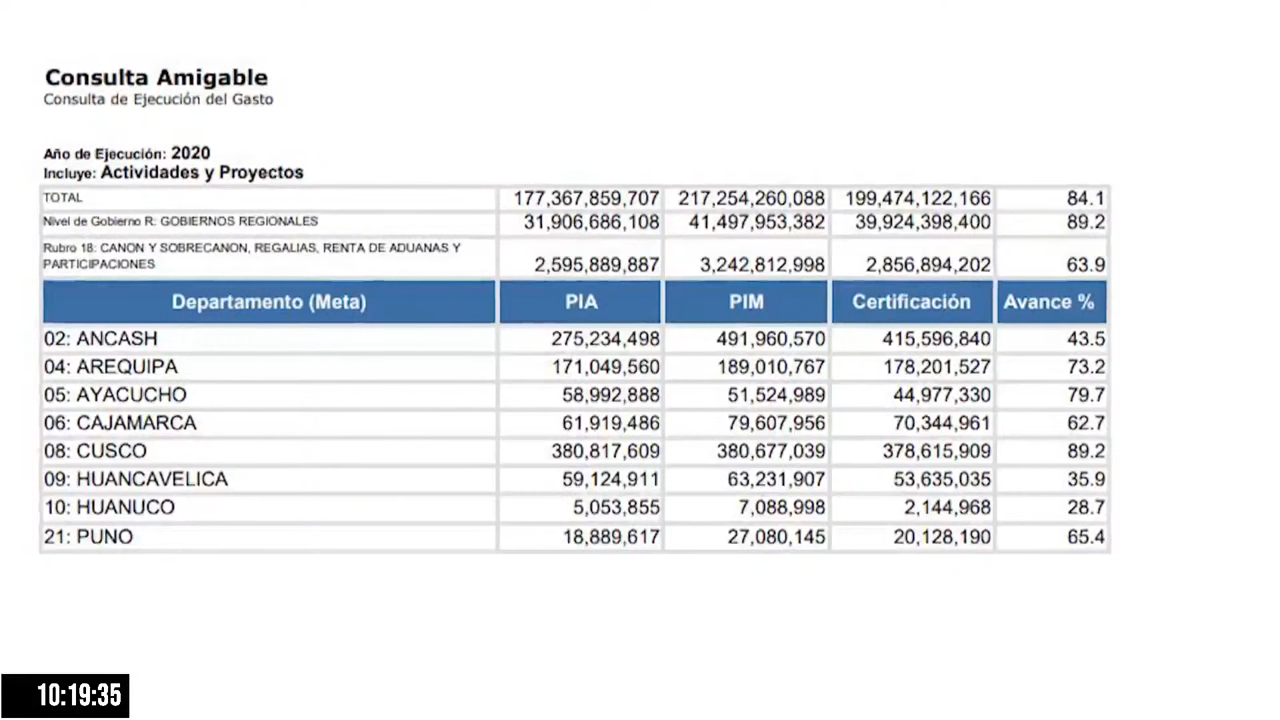 Consulta Amigable
Consulta de Ejecución del Gasto
Año de Ejecución: 2020
Incluye: Actividades y Proyectos
TOTAL 177,367,859,707 217,254,260,088 199,474,122,166 84.1
Nivel de Gobierno R: GOBIERNOS REGIONALES 31,906,686,108 41,497,953,382 39,924,398,400 89.2
Rubro 18: CANON Y SOBRECANON, REGALIAS, RENTA DE ADUANAS Y
PARTICIPACIONES 2,595,889,887 3,242,812,998 2,856,894,202 63.9
Departamento (Meta) PIA PIM Certificación Avance %
02: ANCASH 275,234,498 491,960,570 415,596,840 43.5
04: AREQUIPA 171,049,560 189,010,767 178,201,527 73.2
05: AYACUCHO 58,992,888 51,524,989 44,977,330 79.7
06: CAJAMARCA 61,919,486 79,607,956 70,344,961 62.7
08: CUSCO 380,817,609 380,677,039 378,615,909 89.2
09: HUANCAVELICA 59,124,911 63,231,907 53,635,035 35.9
10: HUANUCO 5,053,855 7,088,998 2,144,968 28.7
21: PUNO 18,889,617 27,080,145 20,128,190 65.4
10:19:35